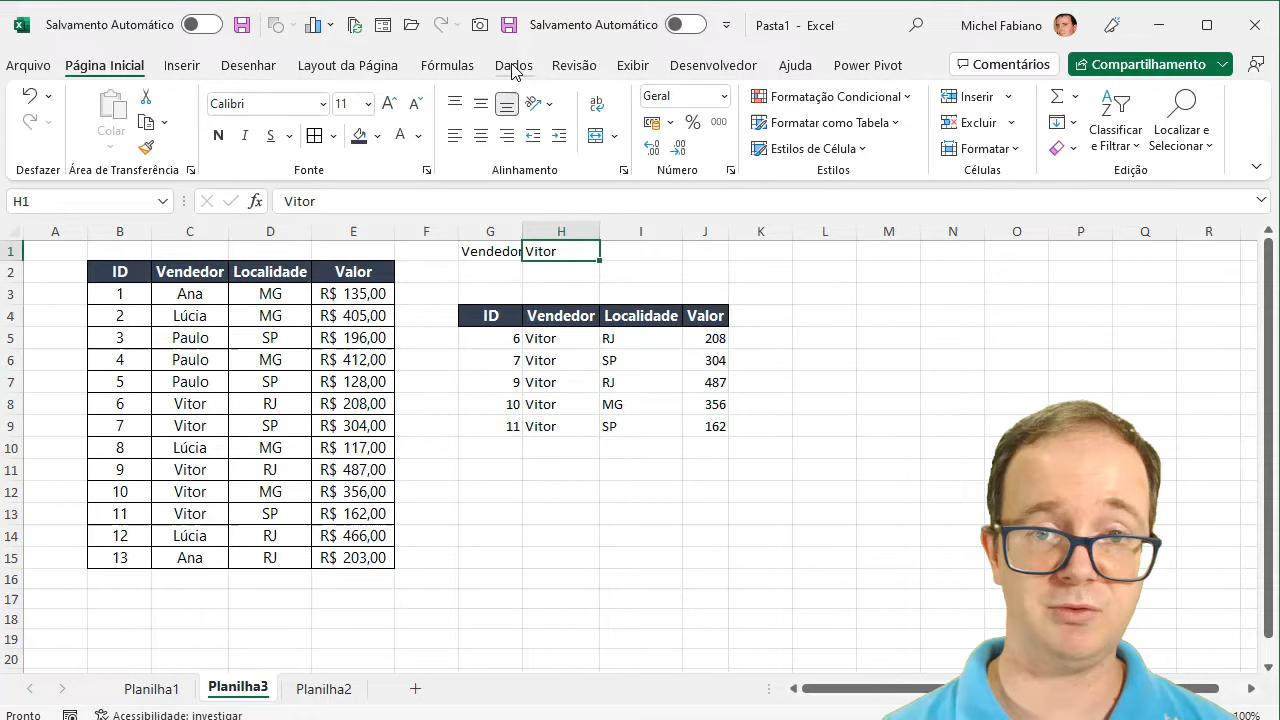 Salvamento Automático Salvamento Automático Pasta1 - Excel Michel Fabiano
Arquivo Página Inicial Inserir Desenhar Layout da Página Fórmulas Dados Revisão Exibir Desenvolvedor Ajuda Power Pivot Comentários Compartilhamento
Colar Calibri 11 Geral Formatação Condicional Inserir
N I S % 000 Formatar como Tabela Excluir Classificar e Filtrar Localizar e Selecionar
Estilos de Célula Formatar
Desfazer Área de Transferência Fonte Alinhamento Número Estilos Células Edição
H1 fx Vitor
A B C D E F G H I J K L M N O P Q R
1 Vendedor Vitor
2 ID Vendedor Localidade Valor
3 1 Ana MG R$ 135,00
4 2 Lúcia MG R$ 405,00 ID Vendedor Localidade Valor
5 3 Paulo SP R$ 196,00 6 Vitor RJ 208
6 4 Paulo MG R$ 412,00 7 Vitor SP 304
7 5 Paulo SP R$ 128,00 9 Vitor RJ 487
8 6 Vitor RJ R$ 208,00 10 Vitor MG 356
9 7 Vitor SP R$ 304,00 11 Vitor SP 162
10 8 Lúcia MG R$ 117,00
11 9 Vitor RJ R$ 487,00
12 10 Vitor MG R$ 356,00
13 11 Vitor SP R$ 162,00
14 12 Lúcia RJ R$ 466,00
15 13 Ana RJ R$ 203,00
16
17
18
19
20
Planilha1 Planilha3 Planilha2
Pronto Acessibilidade: investigar 100%